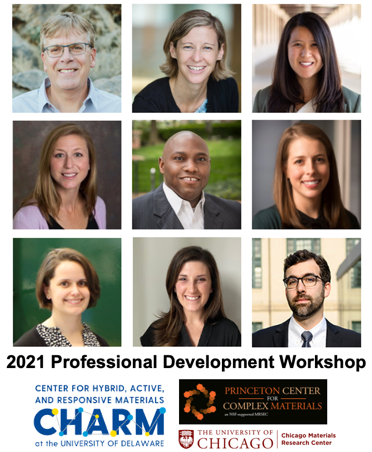 2021 Professional Development Workshop
CENTER FOR HYBRID, ACTIVE,
AND RESPONSIVE MATERIALS
CHARM
at the UNIVERSITY OF DELAWARE
PRINCETON CENTER
FOR
COMPLEX MATERIALS
an NSF-supported MRSEC
THE UNIVERSITY OF
CHICAGO
Chicago Materials
Research Center